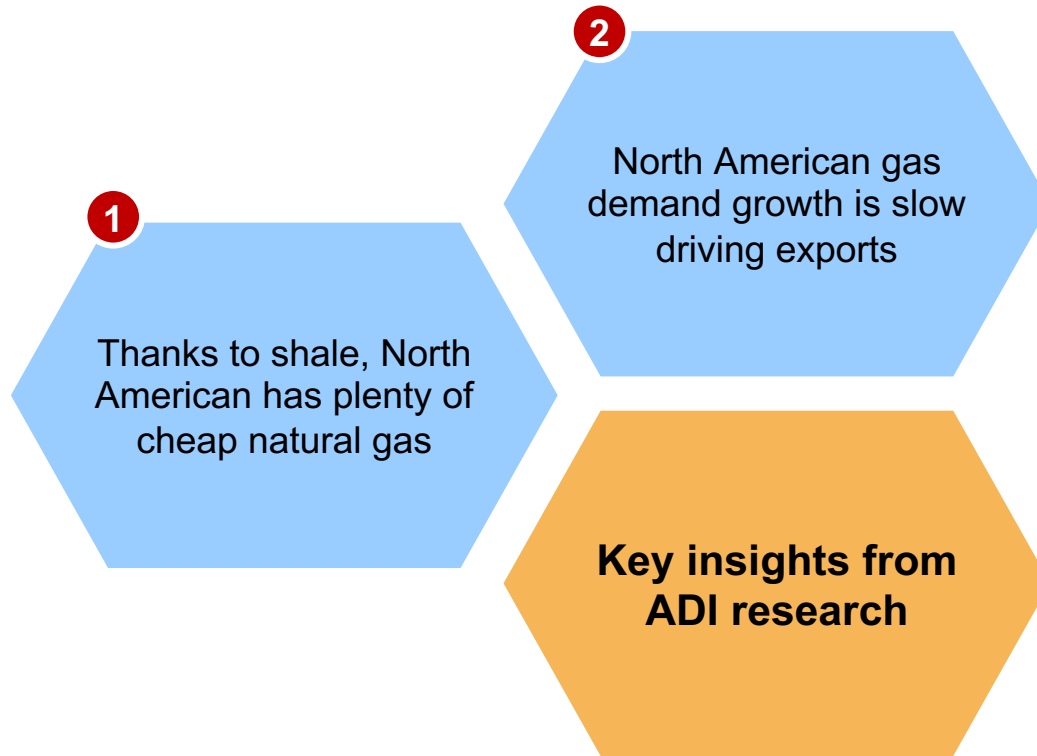 1
Thanks to shale, North
American has plenty of
cheap natural gas
2
North American gas
demand growth is slow
driving exports
Key insights from
ADI research